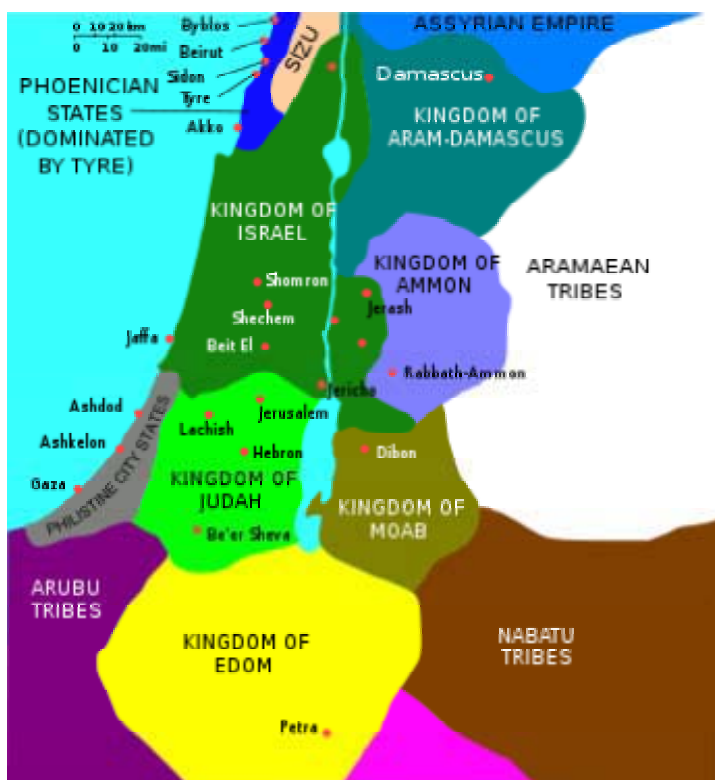 Byblos
ASSYRIAN EMPIRE
0 10 20 km
0 10 20mi
Beirut
SIZU
Sidon
Damascus
PHOENICIAN
STATES
(DOMINATED
BY TYRE)
Tyre
Akko
KINGDOM OF
ARAM-DAMASCUS
KINGDOM OF
ISRAEL
KINGDOM OF
AMMON
ARAMAEAN
TRIBES
Shomron
Jerash
Shechem
Jaffa
Beit El
Rabbath-Ammon
Jericho
Ashdod
Jerusalem
Lachish
Ashkelon
Hebron
Dibon
Gaza
PHILISTINE CITY STATES
KINGDOM OF
JUDAH
KINGDOM OF
MOAB
Be'er Sheva
ARUBU
TRIBES
KINGDOM OF
EDOM
NABATU
TRIBES
Petra